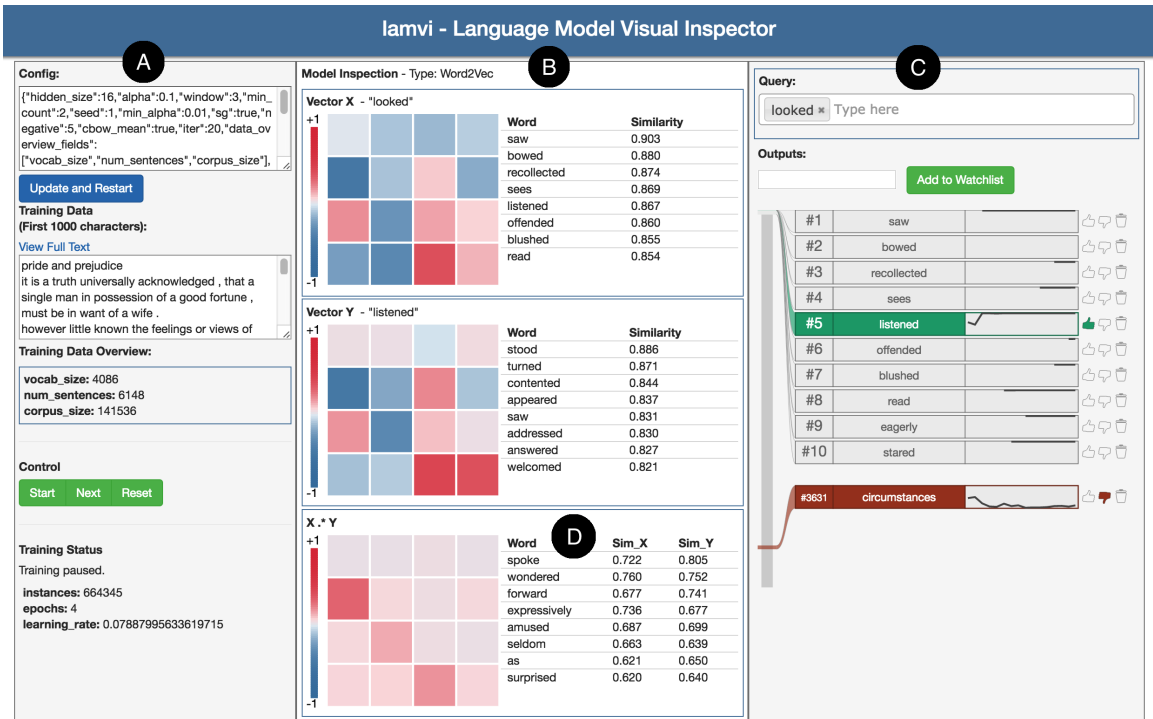 lamvi - Language Model Visual Inspector
A
Config:
{"hidden_size":16,"alpha":0.1,"window":3,"min_
count":2,"seed":1,"min_alpha":0.01,"sg":true,"n
egative":5,"cbow_mean":true,"iter":20,"data_ov
erview_fields":
["vocab_size","num_sentences","corpus_size"],
Update and Restart
Training Data
(First 1000 characters):
View Full Text
pride and prejudice
it is a truth universally acknowledged , that a
single man in possession of a good fortune ,
must be in want of a wife .
however little known the feelings or views of
Training Data Overview:
vocab_size: 4086
num_sentences: 6148
corpus_size: 141536
Control
Start Next Reset
Training Status
Training paused.
instances: 664345
epochs: 4
learning_rate: 0.07887995633619715
B
Model Inspection - Type: Word2Vec
Vector X - "looked"
+1
-1
Word Similarity
saw 0.903
bowed 0.880
recollected 0.874
sees 0.869
listened 0.867
offended 0.860
blushed 0.855
read 0.854
Vector Y - "listened"
+1
-1
Word Similarity
stood 0.886
turned 0.871
contented 0.844
appeared 0.837
saw 0.831
addressed 0.830
answered 0.827
welcomed 0.821
X .* Y
+1
-1
D
Word Sim_X Sim_Y
spoke 0.722 0.805
wondered 0.760 0.752
forward 0.677 0.741
expressively 0.736 0.677
amused 0.687 0.699
seldom 0.663 0.639
as 0.621 0.650
surprised 0.620 0.640
C
Query:
looked × Type here
Outputs:
Add to Watchlist
#1 saw
#2 bowed
#3 recollected
#4 sees
#5 listened
#6 offended
#7 blushed
#8 read
#9 eagerly
#10 stared
#3631 circumstances